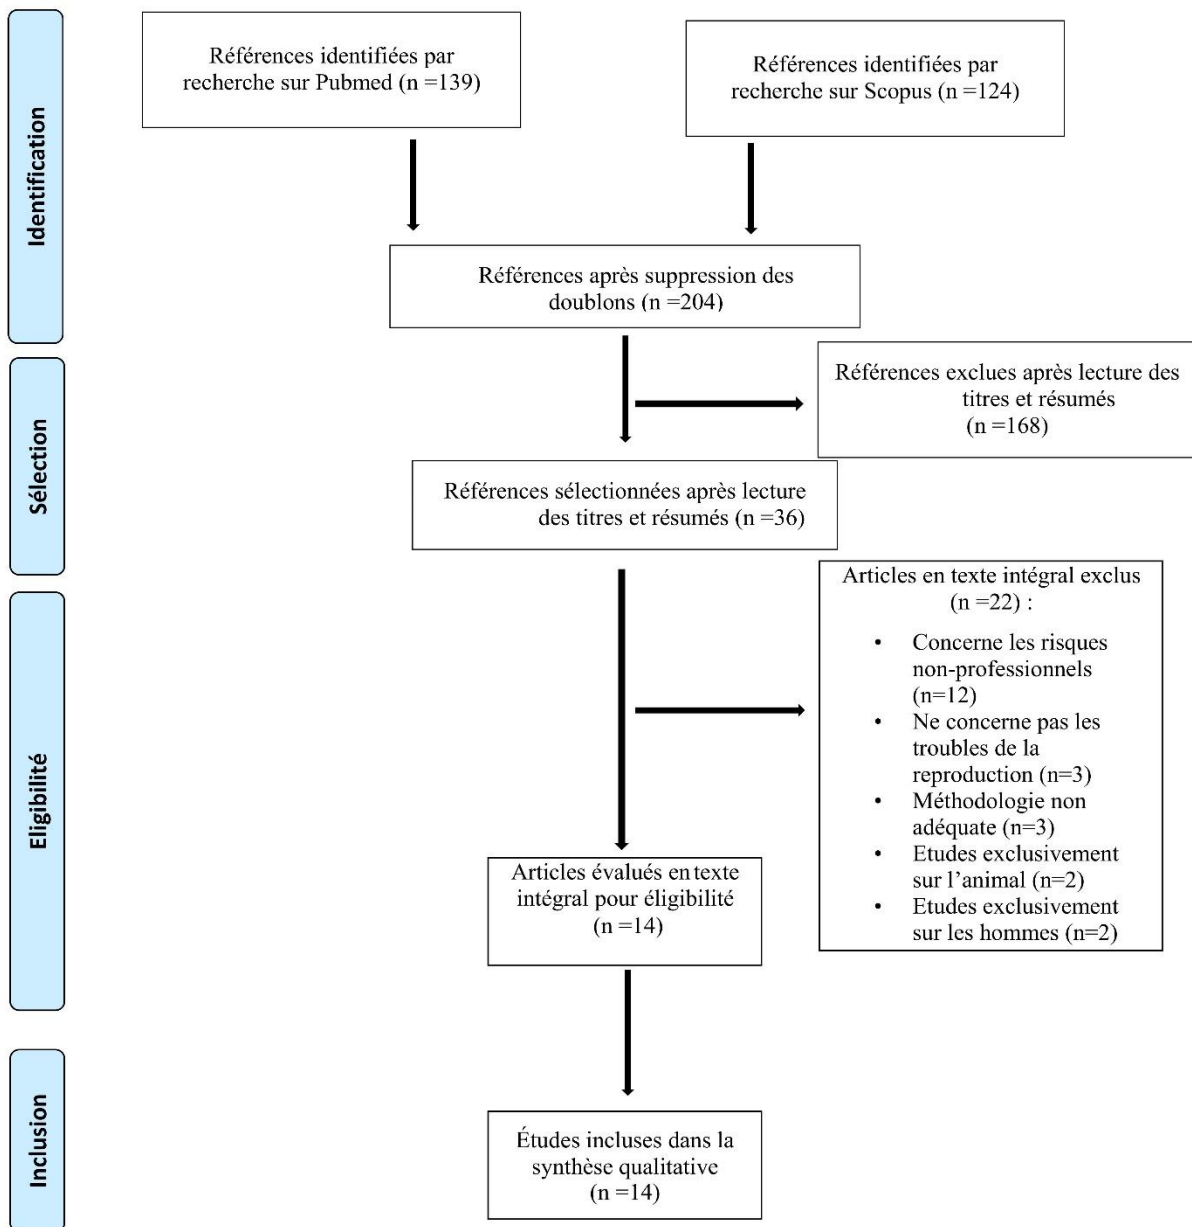 Identification
Références identifiées par
recherche sur Pubmed (n =139)
Références identifiées par
recherche sur Scopus (n =124)
Références après suppression des
doublons (n =204)
Sélection
Références exclues après lecture des
titres et résumés
(n =168)
Références sélectionnées après lecture
des titres et résumés (n =36)
Eligibilité
Articles en texte intégral exclus
(n =22) :
• Concerne les risques
non-professionnels
(n=12)
• Ne concerne pas les
troubles de la
reproduction (n=3)
• Méthodologie non
adéquate (n=3)
• Etudes exclusivement
sur l’animal (n=2)
• Etudes exclusivement
sur les hommes (n=2)
Articles évalués en texte
intégral pour éligibilité
(n =14)
Inclusion
Études incluses dans la
synthèse qualitative
(n =14)